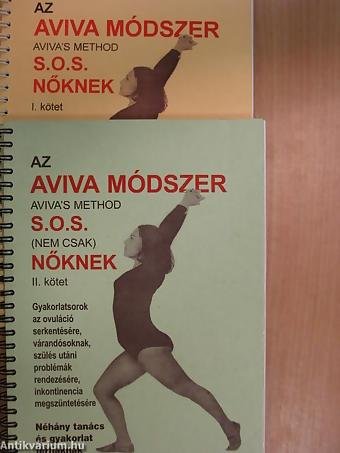 AZ
AVIVA MÓDSZER
AVIVA'S METHOD
S.O.S.
NŐKNEK
I. kötet
AZ
AVIVA MÓDSZER
AVIVA'S METHOD
S.O.S.
(NEM CSAK)
NŐKNEK
II. kötet
Gyakorlatsorok
az ovuláció
serkentésére,
várandósoknak,
szülés utáni
problémák
rendezésére,
inkontinencia
megszüntetésére
Néhány tanács
és gyakorlat
Antikvarium.hu